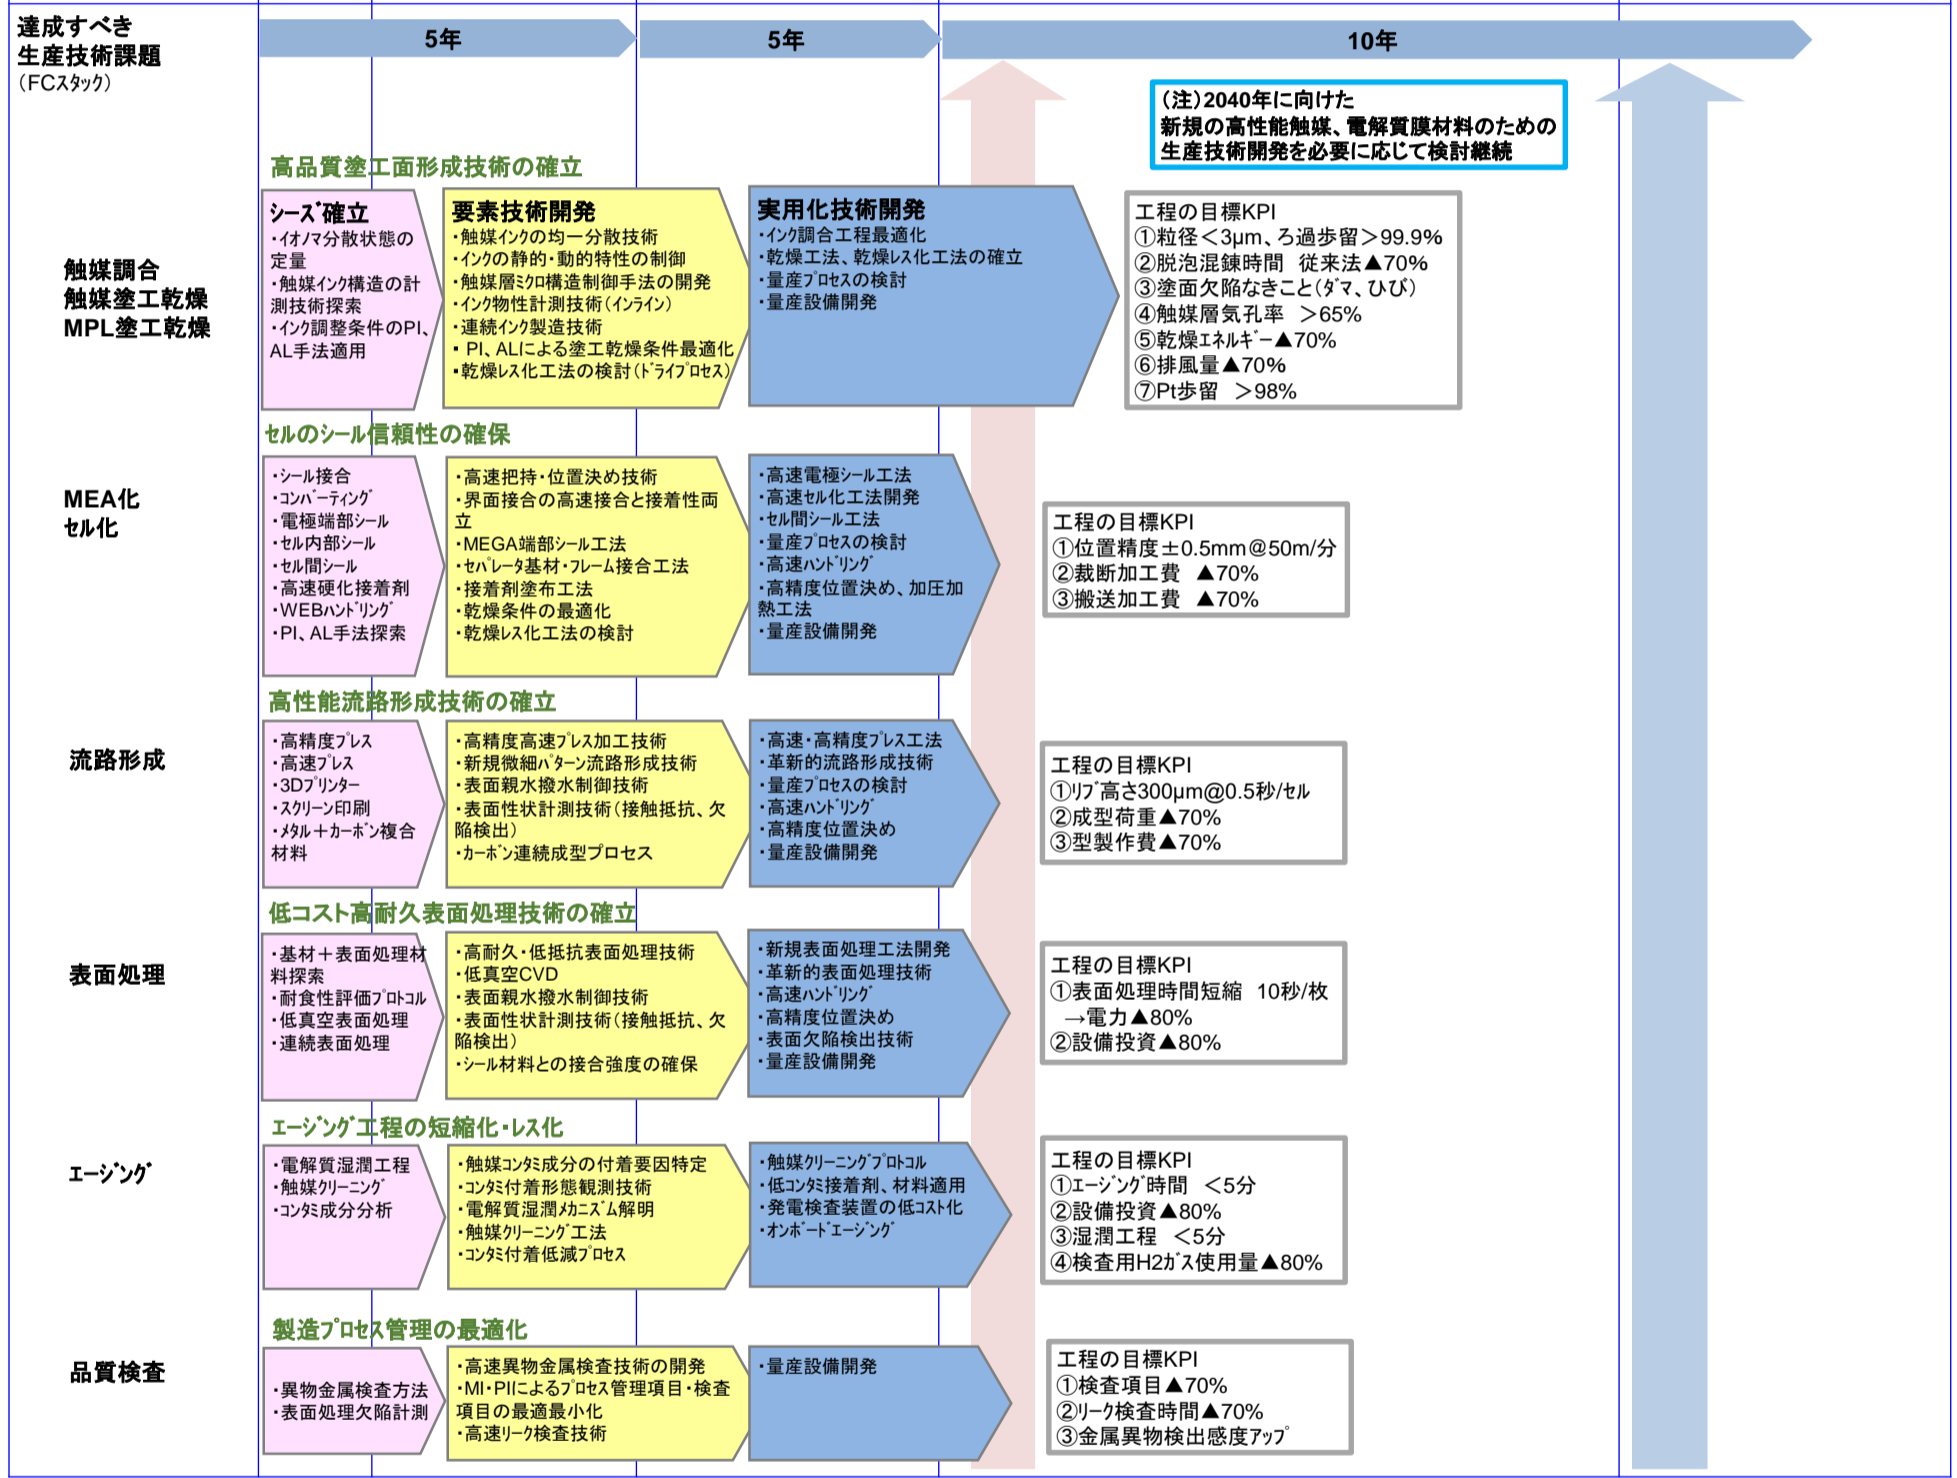 達成すべき
生産技術課題
（FCｽﾀｯｸ）
5年
5年
10年
（注）2040年に向けた
新規の高性能触媒、電解質膜材料のための
生産技術開発を必要に応じて検討継続
高品質塗工面形成技術の確立
触媒調合
触媒塗工乾燥
MPL塗工乾燥
ｼｰｽﾞ確立
・ｲｵﾉﾏ分散状態の
定量
・触媒ｲﾝｸ構造の計
測技術探索
・ｲﾝｸ調整条件のPI、
AL手法適用
要素技術開発
・触媒ｲﾝｸの均一分散技術
・ｲﾝｸの静的・動的特性の制御
・触媒層ﾐｸﾛ構造制御手法の開発
・ｲﾝｸ物性計測技術（ｲﾝﾗｲﾝ）
・連続ｲﾝｸ製造技術
・ PI、ALによる塗工乾燥条件最適化
・乾燥ﾚｽ化工法の検討（ﾄﾞﾗｲﾌﾟﾛｾｽ）
実用化技術開発
・ｲﾝｸ調合工程最適化
・乾燥工法、乾燥ﾚｽ化工法の確立
・量産ﾌﾟﾛｾｽの検討
・量産設備開発
工程の目標KPI
①粒径＜3μm、ろ過歩留＞99.9%
②脱泡混錬時間　従来法▲70%
③塗面欠陥なきこと（ﾀﾞﾏ、ひび）
④触媒層気孔率　＞65%
⑤乾燥ｴﾈﾙｷﾞｰ▲70%
⑥排風量▲70%
⑦Pt歩留　＞98%
ｾﾙのｼｰﾙ信頼性の確保
MEA化
ｾﾙ化
・ｼｰﾙ接合
・ｺﾝﾊﾞｰﾃｨﾝｸﾞ
・電極端部ｼｰﾙ
・ｾﾙ内部ｼｰﾙ
・ｾﾙ間ｼｰﾙ
・高速硬化接着剤
・WEBﾊﾝﾄﾞﾘﾝｸﾞ
・PI、AL手法探索
・高速把持・位置決め技術
・界面接合の高速接合と接着性両
立
・MEGA端部ｼｰﾙ工法
・ｾﾊﾟﾚｰﾀ基材・ﾌﾚｰﾑ接合工法
・接着剤塗布工法
・乾燥条件の最適化
・乾燥ﾚｽ化工法の検討
・高速電極ｼｰﾙ工法
・高速ｾﾙ化工法開発
・ｾﾙ間ｼｰﾙ工法
・量産ﾌﾟﾛｾｽの検討
・高速ﾊﾝﾄﾞﾘﾝｸﾞ
・高精度位置決め、加圧加
熱工法
・量産設備開発
工程の目標KPI
①位置精度±0.5mm@50m/分
②裁断加工費　▲70%
③搬送加工費　▲70%
高性能流路形成技術の確立
流路形成
・高精度ﾌﾟﾚｽ
・高速ﾌﾟﾚｽ
・3Dﾌﾟﾘﾝﾀｰ
・ｽｸﾘｰﾝ印刷
・ﾒﾀﾙ＋ｶｰﾎﾞﾝ複合
材料
・高精度高速ﾌﾟﾚｽ加工技術
・新規微細ﾊﾟﾀｰﾝ流路形成技術
・表面親水撥水制御技術
・表面性状計測技術（接触抵抗、欠
陥検出）
・ｶｰﾎﾞﾝ連続成型ﾌﾟﾛｾｽ
・高速・高精度ﾌﾟﾚｽ工法
・革新的流路形成技術
・量産ﾌﾟﾛｾｽの検討
・高速ﾊﾝﾄﾞﾘﾝｸﾞ
・高精度位置決め
・量産設備開発
工程の目標KPI
①ﾘﾌﾞ高さ300μm@0.5秒/ｾﾙ
②成型荷重▲70%
③型製作費▲70%
低コスト高耐久表面処理技術の確立
表面処理
・基材＋表面処理材
料探索
・耐食性評価ﾌﾟﾛﾄｺﾙ
・低真空表面処理
・連続表面処理
・高耐久・低抵抗表面処理技術
・低真空CVD
・表面親水撥水制御技術
・表面性状計測技術（接触抵抗、欠
陥検出）
・ｼｰﾙ材料との接合強度の確保
・新規表面処理工法開発
・革新的表面処理技術
・高速ﾊﾝﾄﾞﾘﾝｸﾞ
・高精度位置決め
・表面欠陥検出技術
・量産設備開発
工程の目標KPI
①表面処理時間短縮　10秒/枚
→電力▲80%
②設備投資▲80%
ｴｰｼﾞﾝｸﾞ工程の短縮化・ﾚｽ化
ｴｰｼﾞﾝｸﾞ
・電解質湿潤工程
・触媒ｸﾘｰﾆﾝｸﾞ
・ｺﾝﾀﾐ成分分析
・触媒ｺﾝﾀﾐ成分の付着要因特定
・ｺﾝﾀﾐ付着形態観測技術
・電解質湿潤ﾒｶﾆｽﾞﾑ解明
・触媒ｸﾘｰﾆﾝｸﾞ工法
・ｺﾝﾀﾐ付着低減ﾌﾟﾛｾｽ
・触媒ｸﾘｰﾆﾝｸﾞﾌﾟﾛﾄｺﾙ
・低ｺﾝﾀﾐ接着剤、材料適用
・発電検査装置の低ｺｽﾄ化
・ｵﾝﾎﾞｰﾄﾞｴｰｼﾞﾝｸﾞ
工程の目標KPI
①ｴｰｼﾞﾝｸﾞ時間　＜5分
②設備投資▲80%
③湿潤工程　＜5分
④検査用H2ｶﾞｽ使用量▲80%
製造ﾌﾟﾛｾｽ管理の最適化
品質検査
・異物金属検査方法
・表面処理欠陥計測
・高速異物金属検査技術の開発
・MI・PIによるﾌﾟﾛｾｽ管理項目・検査
項目の最適最小化
・高速ﾘｰｸ検査技術
・量産設備開発
工程の目標KPI
①検査項目▲70%
②ﾘｰｸ検査時間▲70%
③金属異物検出感度ｱｯﾌﾟ